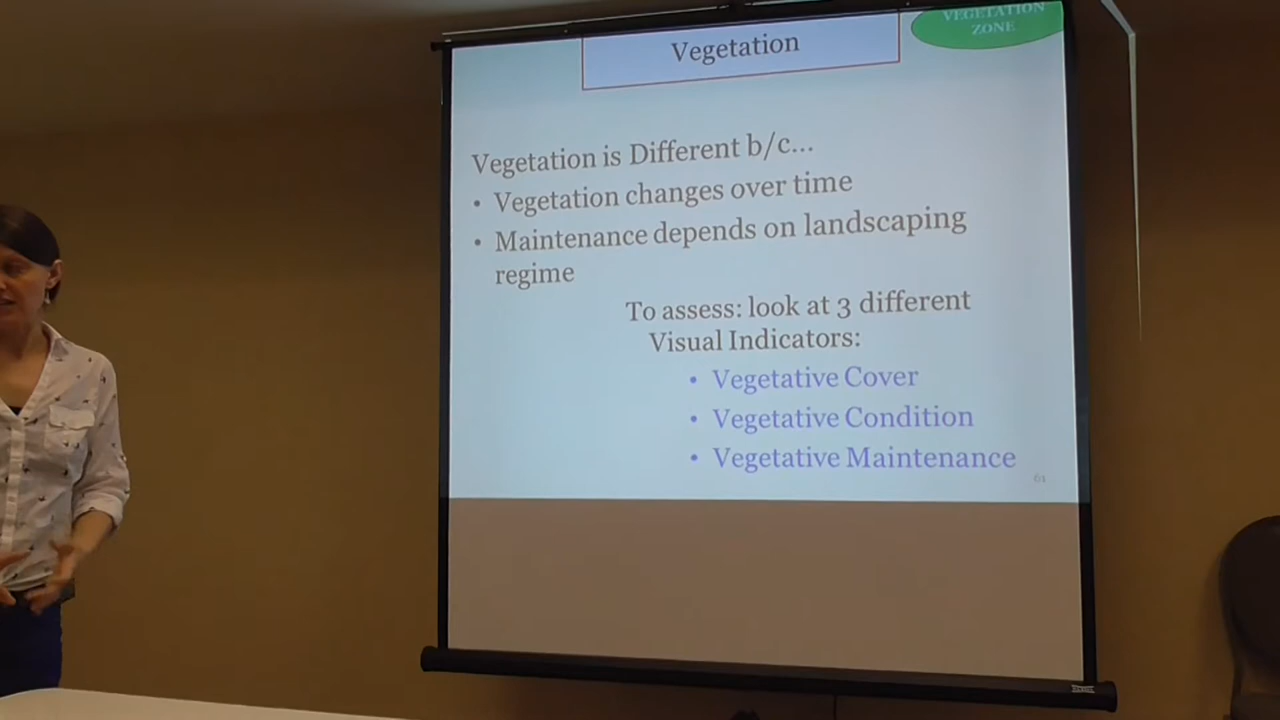 VEGETATION
ZONE
Vegetation
Vegetation is Different b/c...
• Vegetation changes over time
• Maintenance depends on landscaping
regime
To assess: look at 3 different
Visual Indicators:
• Vegetative Cover
• Vegetative Condition
• Vegetative Maintenance
61